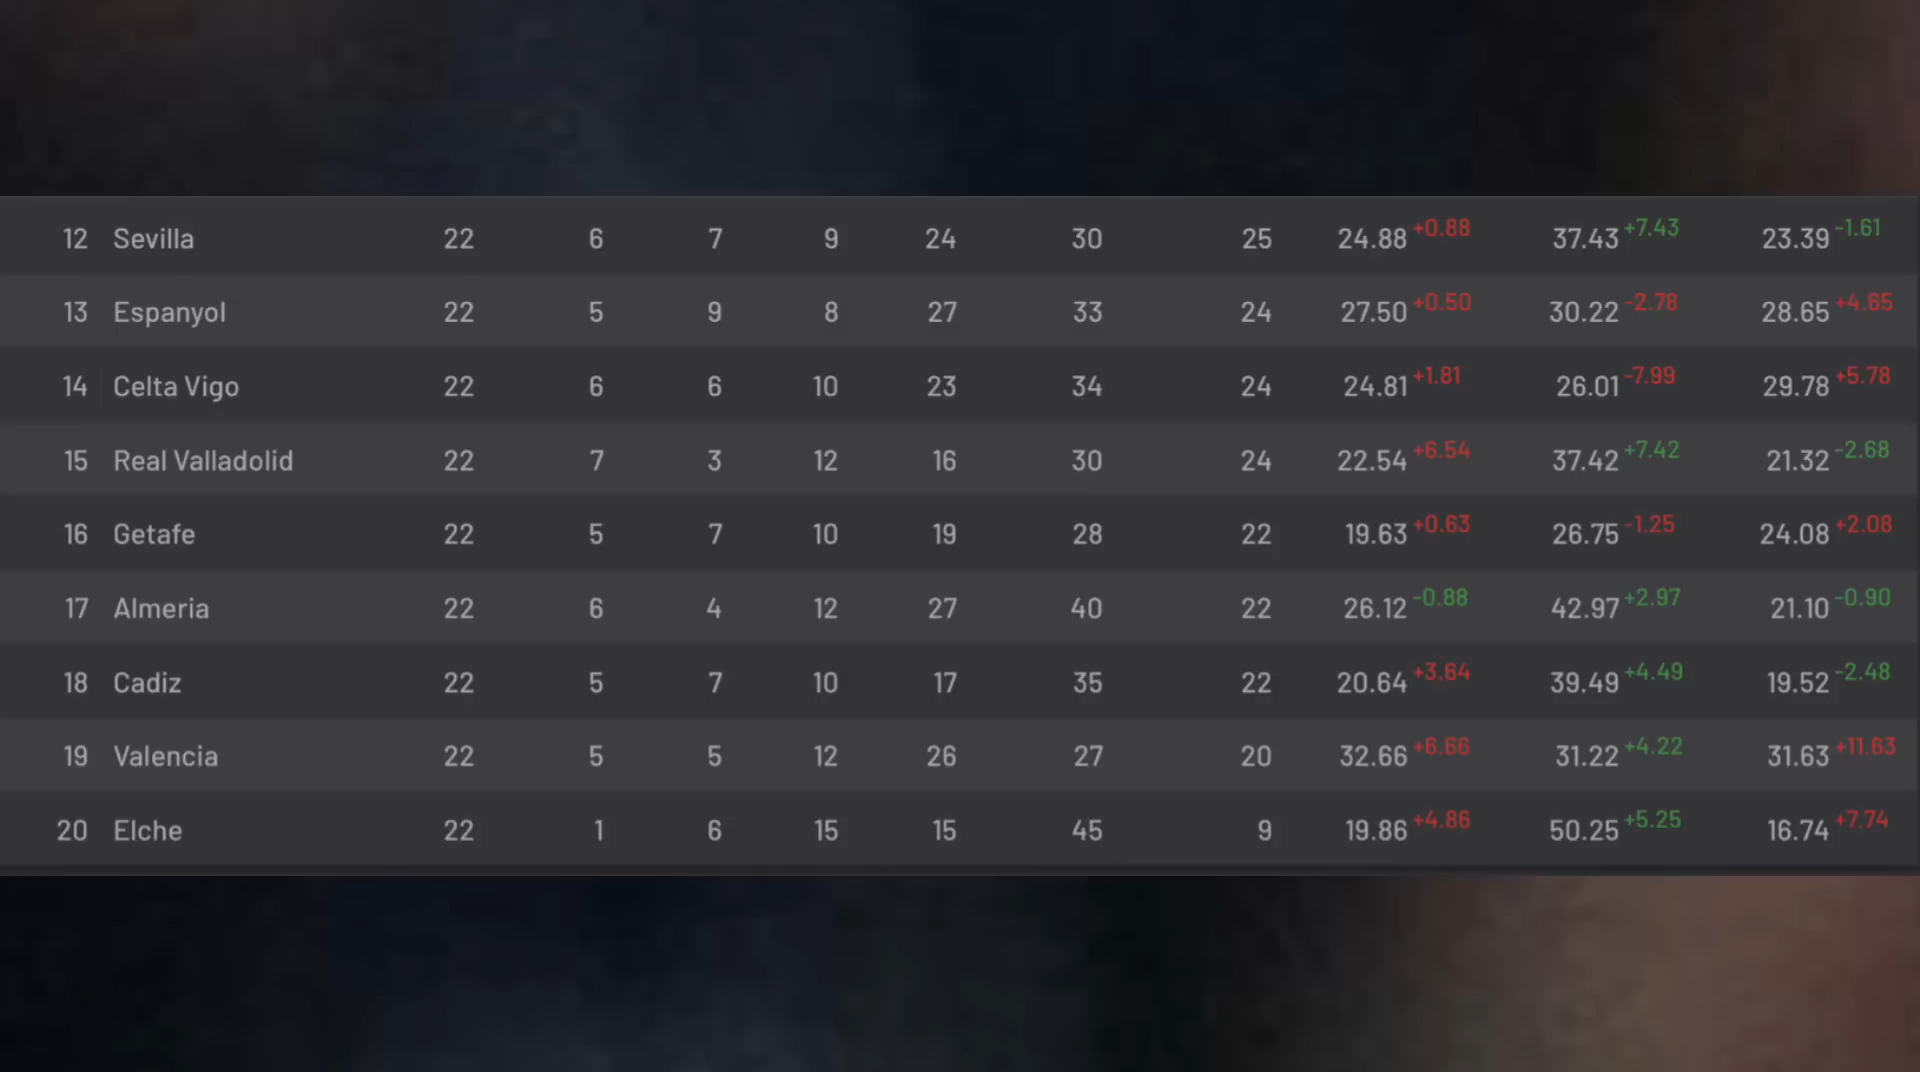 12 Sevilla 22 6 7 9 24 30 25 24.88 +0.88 37.43 +7.43 23.39 -1.61
13 Espanyol 22 5 9 8 27 33 24 27.50 +0.50 30.22 -2.78 28.65 +4.65
14 Celta Vigo 22 6 6 10 23 34 24 24.81 +1.81 26.01 -7.99 29.78 +5.78
15 Real Valladolid 22 7 3 12 16 30 24 22.54 +6.54 37.42 +7.42 21.32 -2.68
16 Getafe 22 5 7 10 19 28 22 19.63 +0.63 26.75 -1.25 24.08 +2.08
17 Almeria 22 6 4 12 27 40 22 26.12 -0.88 42.97 +2.97 21.10 -0.90
18 Cadiz 22 5 7 10 17 35 22 20.64 +3.64 39.49 +4.49 19.52 -2.48
19 Valencia 22 5 5 12 26 27 20 32.66 +6.66 31.22 +4.22 31.63 +11.63
20 Elche 22 1 6 15 15 45 9 19.86 +4.86 50.25 +5.25 16.74 +7.74